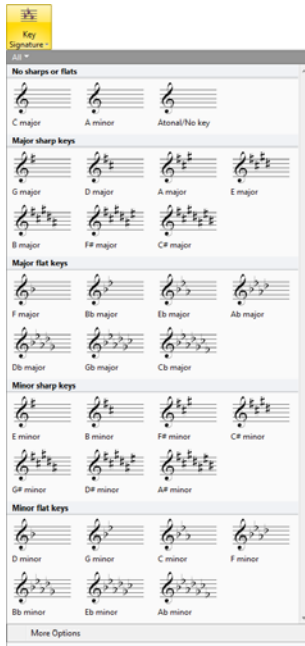 Key
Signature
All
No sharps or flats
C major A minor Atonal/No key
Major sharp keys
G major D major A major E major
B major F# major C# major
Major flat keys
F major Bb major Eb major Ab major
Db major Gb major Cb major
Minor sharp keys
E minor B minor F# minor C# minor
G# minor D# minor A# minor
Minor flat keys
D minor G minor C minor F minor
Bb minor Eb minor Ab minor
More Options